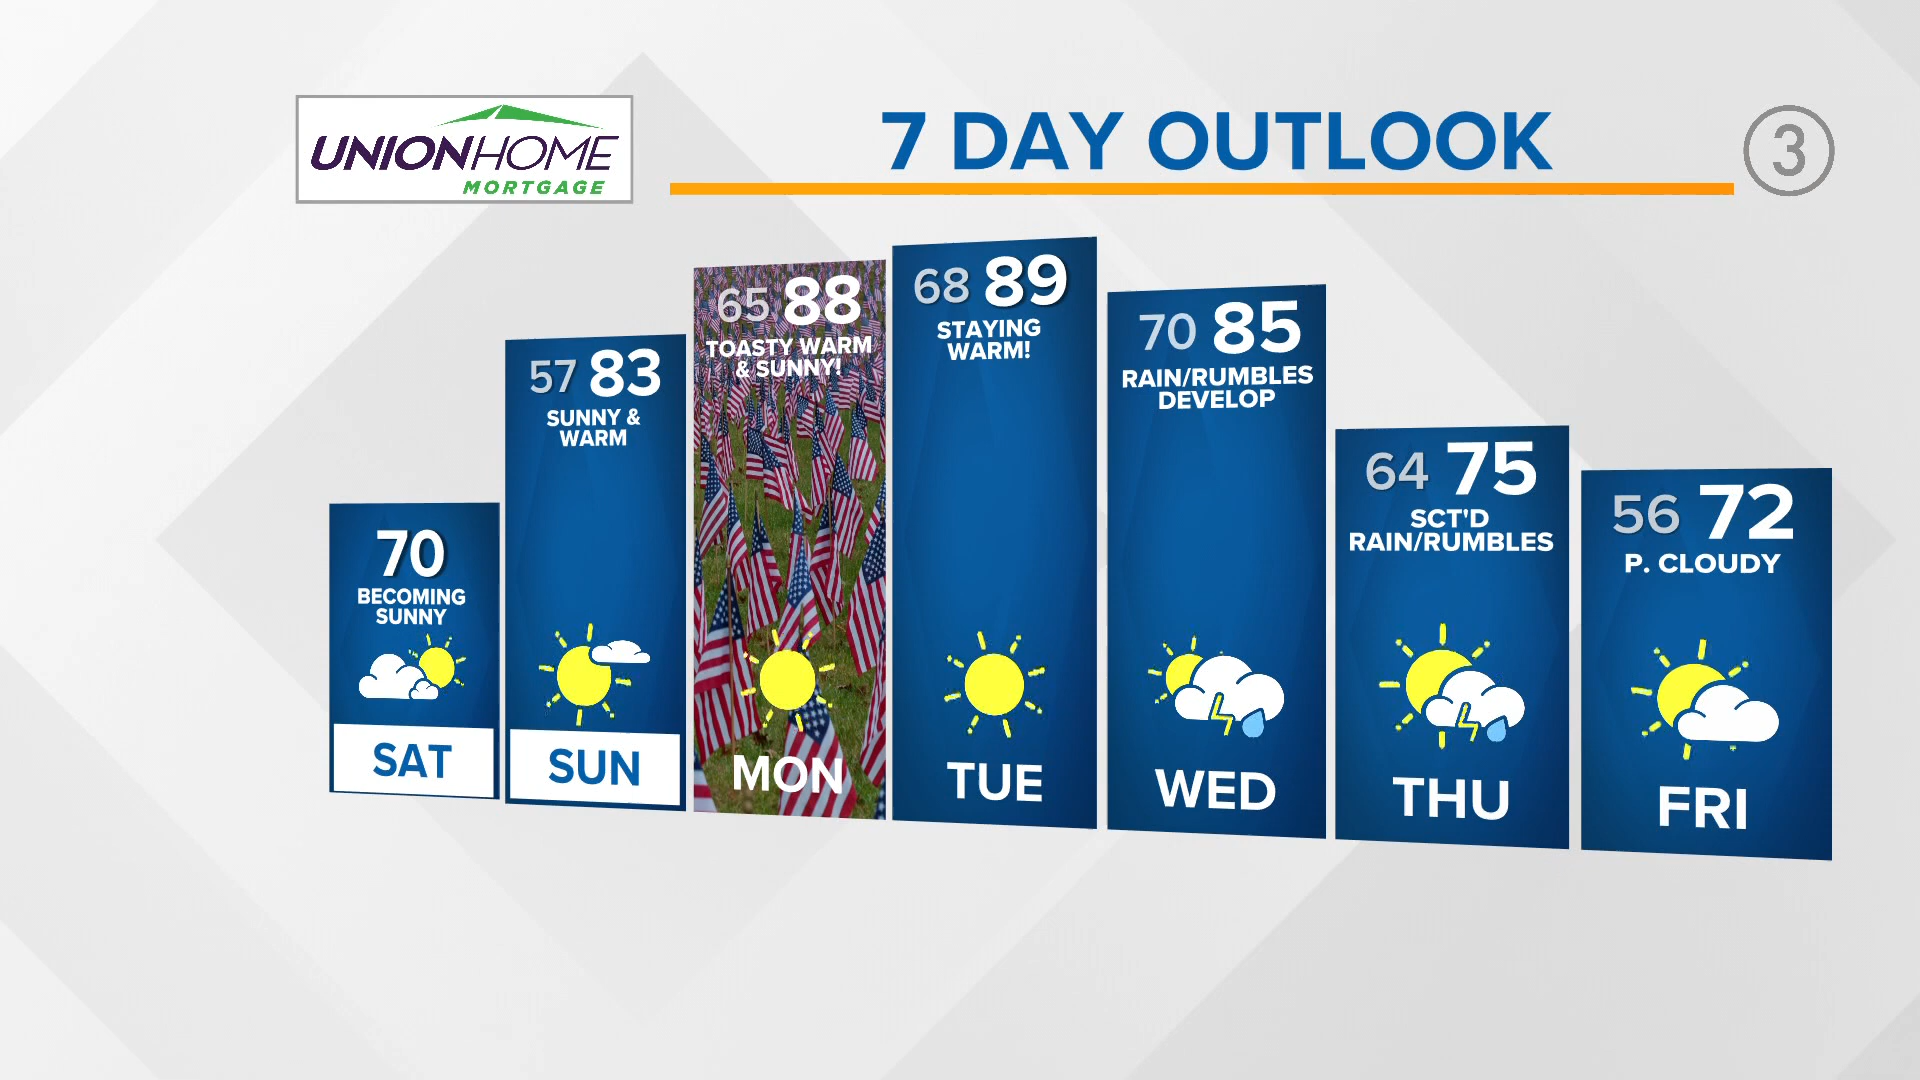 UNIONHOME
MORTGAGE
7 DAY OUTLOOK
3
70
BECOMING
SUNNY
SAT
57 83
SUNNY &
WARM
SUN
65 88
TOASTY WARM
& SUNNY!
MON
68 89
STAYING
WARM!
TUE
70 85
RAIN/RUMBLES
DEVELOP
WED
64 75
SCT'D
RAIN/RUMBLES
THU
56 72
P. CLOUDY
FRI